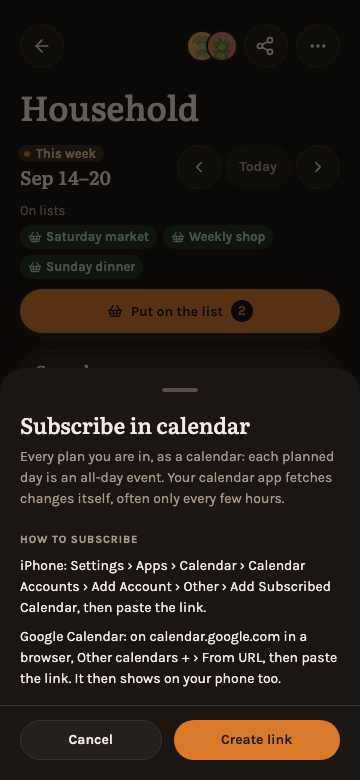 Household
This week
Sep 14–20
Today
On lists
Saturday market
Weekly shop
Sunday dinner
Put on the list 2
Subscribe in calendar
Every plan you are in, as a calendar: each planned
day is an all-day event. Your calendar app fetches
changes itself, often only every few hours.
HOW TO SUBSCRIBE
iPhone: Settings › Apps › Calendar › Calendar
Accounts › Add Account › Other › Add Subscribed
Calendar, then paste the link.
Google Calendar: on calendar.google.com in a
browser, Other calendars + › From URL, then paste
the link. It then shows on your phone too.
Cancel
Create link